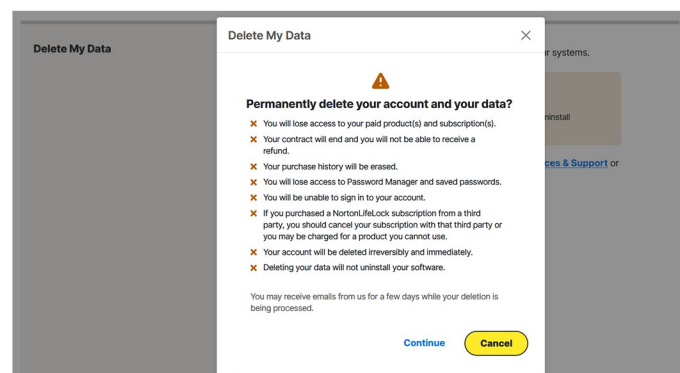 Delete My Data
Delete My Data
r systems.
Permanently delete your account and your data?
You will lose access to your paid product(s) and subscription(s).
Your contract will end and you will not be able to receive a
refund.
ninstall
Your purchase history will be erased.
You will lose access to Password Manager and saved passwords.
ces & Support or
You will be unable to sign in to your account.
If you purchased a NortonLifeLock subscription from a third
party, you should cancel your subscription with that third party or
you may be charged for a product you cannot use.
Your account will be deleted irreversibly and immediately.
Deleting your data will not uninstall your software.
You may receive emails from us for a few days while your deletion is
being processed.
Continue
Cancel